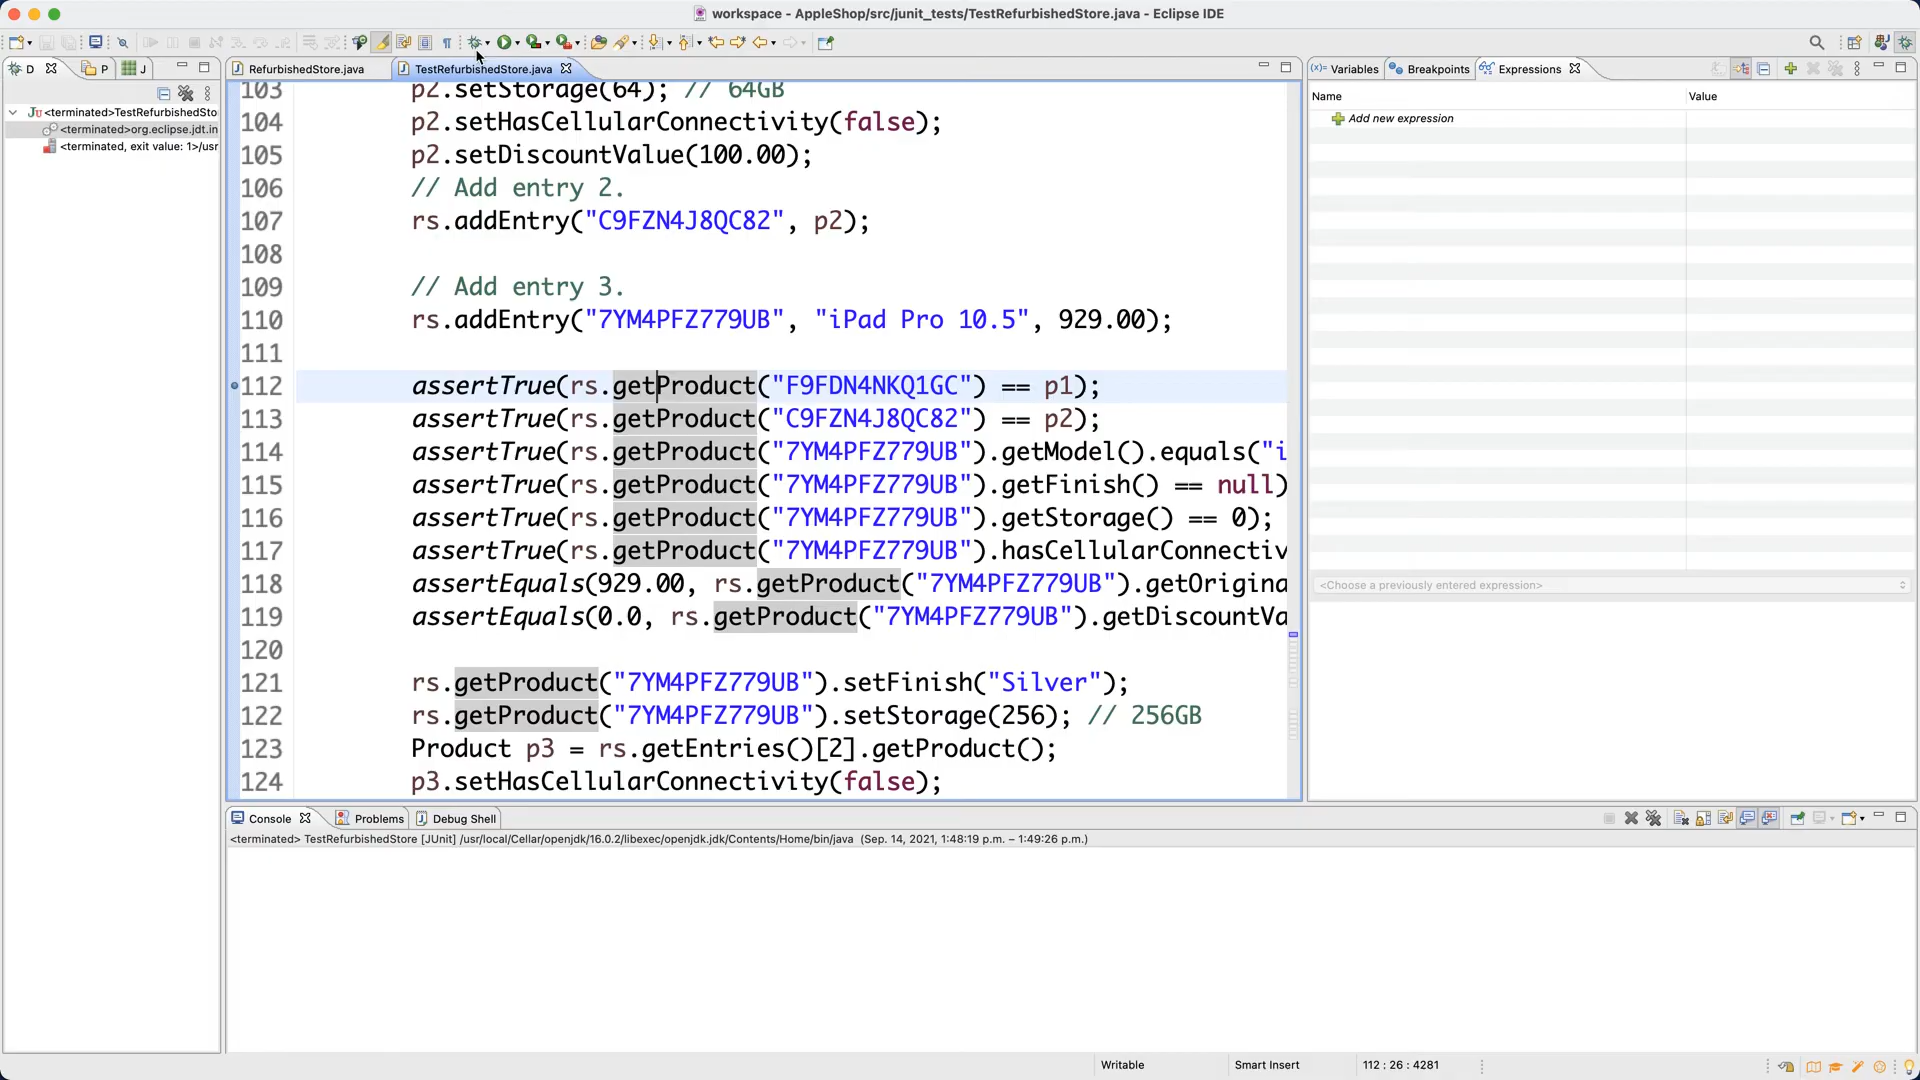 workspace - AppleShop/src/junit_tests/TestRefurbishedStore.java - Eclipse IDE
D P J
RefurbishedStore.java TestRefurbishedStore.java
(x)= Variables Breakpoints Expressions
Name Value
Add new expression
<Choose a previously entered expression>
<terminated>TestRefurbishedSto
<terminated>org.eclipse.jdt.in
<terminated, exit value: 1>/usr
103 p2.setStorage(64); // 64GB
104 p2.setHasCellularConnectivity(false);
105 p2.setDiscountValue(100.00);
106 // Add entry 2.
107 rs.addEntry("C9FZN4J8QC82", p2);
108
109 // Add entry 3.
110 rs.addEntry("7YM4PFZ779UB", "iPad Pro 10.5", 929.00);
111
112 assertTrue(rs.getProduct("F9FDN4NKQ1GC") == p1);
113 assertTrue(rs.getProduct("C9FZN4J8QC82") == p2);
114 assertTrue(rs.getProduct("7YM4PFZ779UB").getModel().equals("i
115 assertTrue(rs.getProduct("7YM4PFZ779UB").getFinish() == null)
116 assertTrue(rs.getProduct("7YM4PFZ779UB").getStorage() == 0);
117 assertTrue(rs.getProduct("7YM4PFZ779UB").hasCellularConnectiv
118 assertEquals(929.00, rs.getProduct("7YM4PFZ779UB").getOrigina
119 assertEquals(0.0, rs.getProduct("7YM4PFZ779UB").getDiscountVa
120
121 rs.getProduct("7YM4PFZ779UB").setFinish("Silver");
122 rs.getProduct("7YM4PFZ779UB").setStorage(256); // 256GB
123 Product p3 = rs.getEntries()[2].getProduct();
124 p3.setHasCellularConnectivity(false);
Console Problems Debug Shell
<terminated> TestRefurbishedStore [JUnit] /usr/local/Cellar/openjdk/16.0.2/libexec/openjdk.jdk/Contents/Home/bin/java (Sep. 14, 2021, 1:48:19 p.m. – 1:49:26 p.m.)
Writable Smart Insert 112 : 26 : 4281